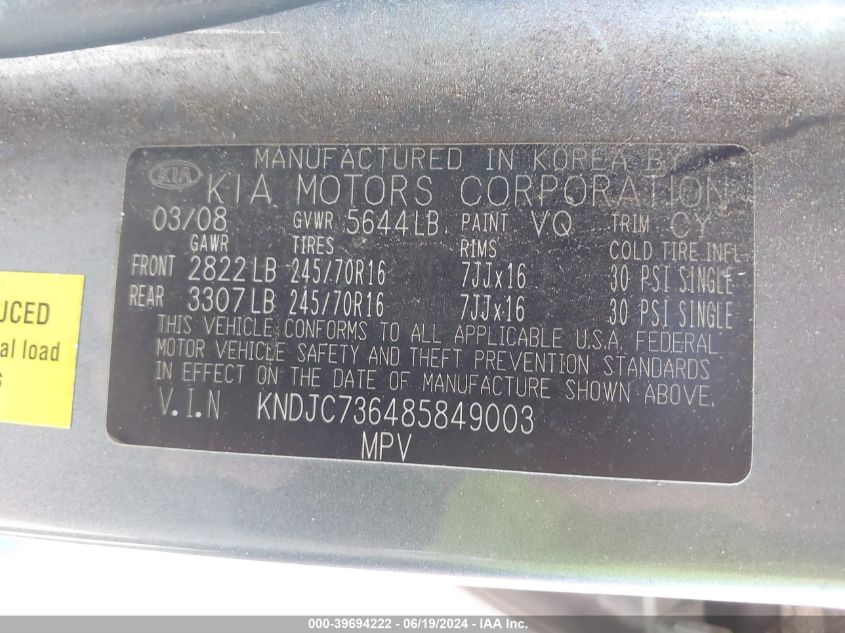 MANUFACTURED IN KOREA BY
KIA KIA MOTORS CORPORATION
03/08 GVWR 5644LB PAINT VQ TRIM CY
GAWR TIRES RIMS COLD TIRE INFL
FRONT 2822LB 245/70R16 7JJx16 30 PSI SINGLE
REAR 3307LB 245/70R16 7JJx16 30 PSI SINGLE
THIS VEHICLE CONFORMS TO ALL APPLICABLE U.S.A. FEDERAL
MOTOR VEHICLE SAFETY AND THEFT PREVENTION STANDARDS
IN EFFECT ON THE DATE OF MANUFACTURE SHOWN ABOVE.
V.I.N KNDJC736485849003
MPV
UCED
al load
s
000-39694222 - 06/19/2024 - IAAI.com